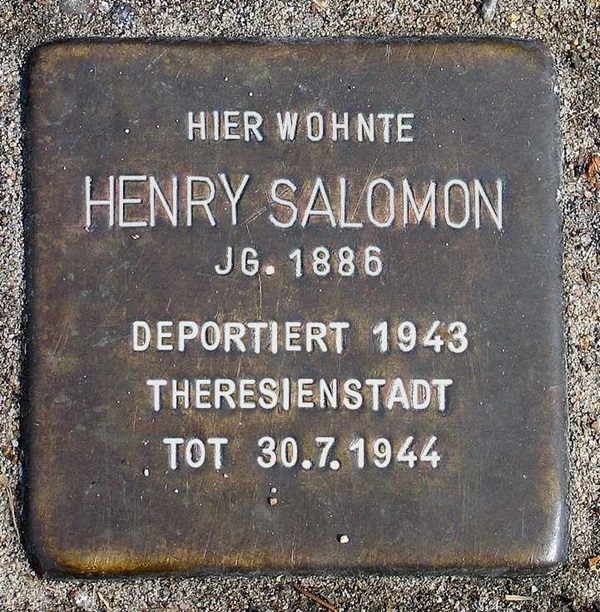 HIER WOHNTE
HENRY SALOMON
JG. 1886
DEPORTIERT 1943
THERESIENSTADT
TOT 30.7.1944